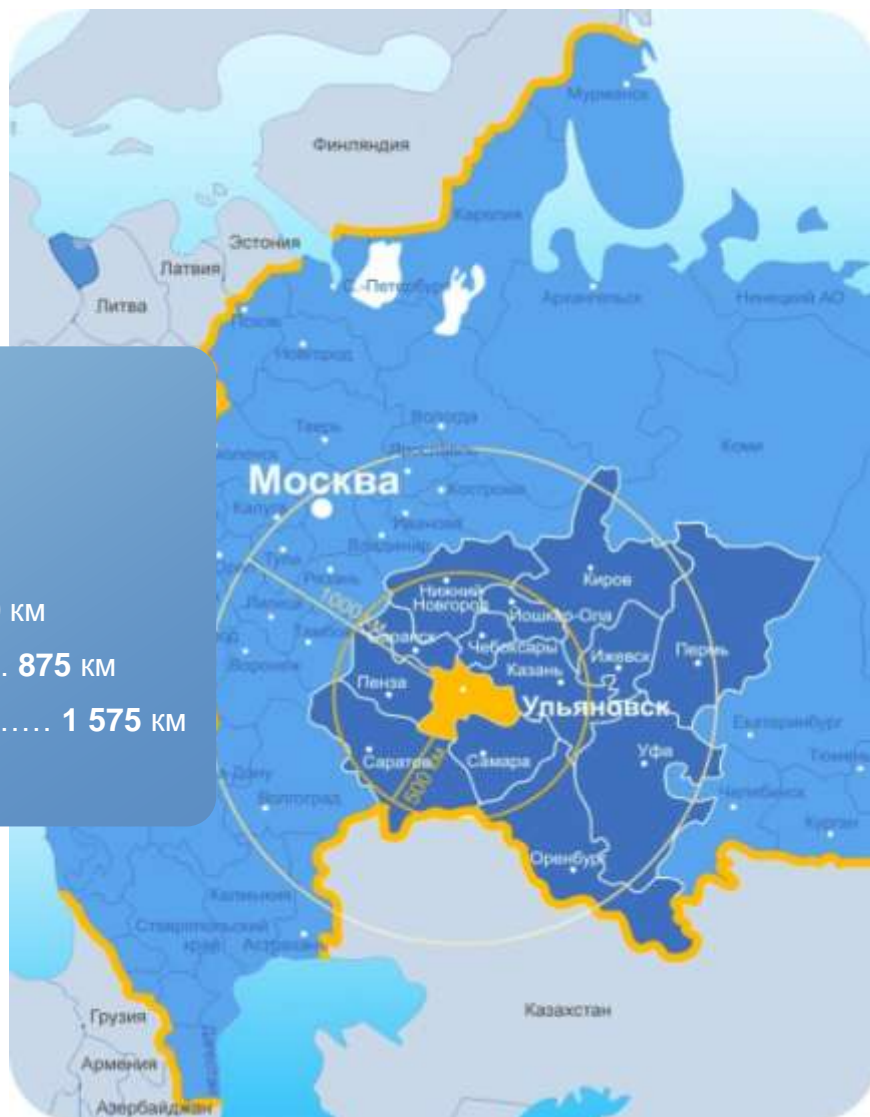 Мурманск
Финляндия
Карелия
Эстония
Латвия
С.-Петербург
Архангельск
Ненецкий АО
Литва
Псков
Новгород
Вологда
Тверь
Ярославль
Коми
Москва
Кострома
Калуга
Иваново
Владимир
Тула
Рязань
Киров
Нижний
Новгород
1000 км
Йошкар-Ола
км
Липецк
Тамбов
Саранск
Чебоксары
875 км
Воронеж
Казань
Ижевск
Пермь
Пенза
1 575 км
Ульяновск
Екатеринбург
Саратов
Самара
Уфа
Тюмень
500 км
Волгоград
Челябинск
Курган
Оренбург
Калмыкия
Ставропольский
край
Астрахань
Грузия
Казахстан
Армения
Дагестан
Азербайджан